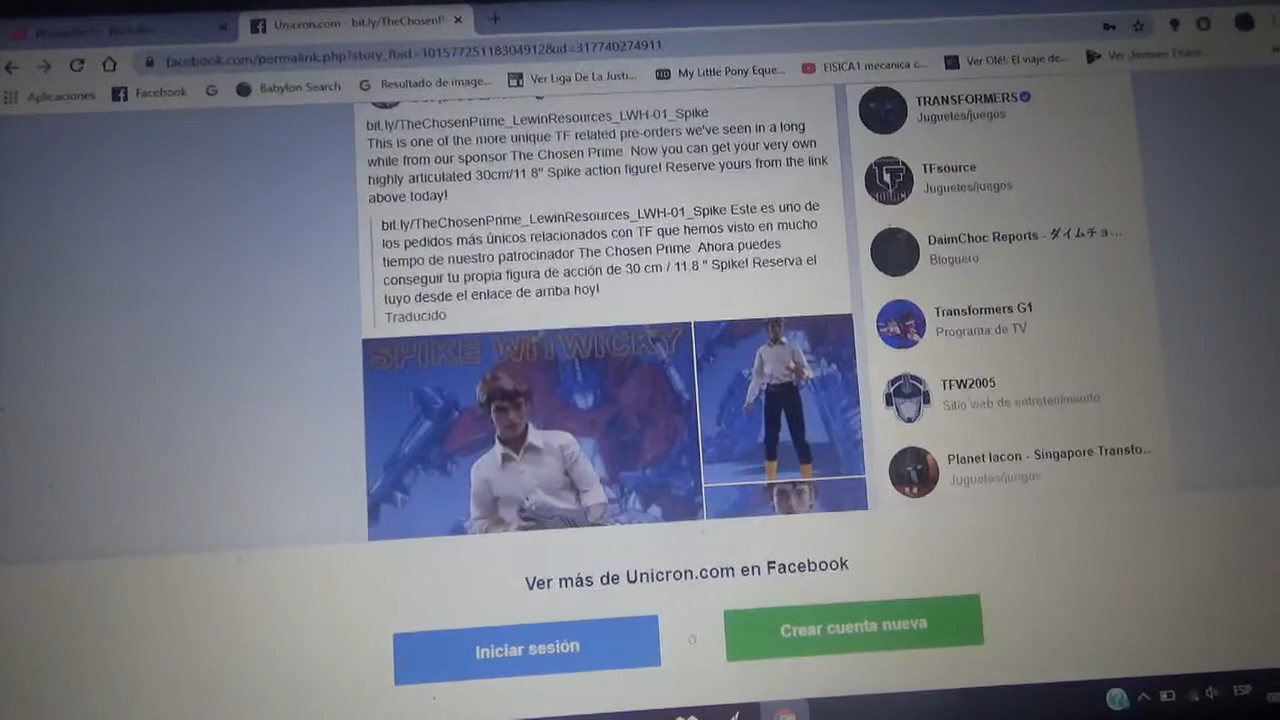 Unicron.com - bit.ly/TheChosenP
facebook.com/permalink.php?story_fbid=10157725118304912&id=317740274911
Aplicaciones
Facebook
Babylon Search
Resultado de image...
Ver Liga De La Justi...
My Little Pony Eque...
FISICA1 mecanica c...
Ver Olé!: El viaje de...
bit.ly/TheChosenPrime_LewinResources_LWH-01_Spike
This is one of the more unique TF related pre-orders we've seen in a long
while from our sponsor The Chosen Prime. Now you can get your very own
highly articulated 30cm/11.8" Spike action figure! Reserve yours from the link
above today!
bit.ly/TheChosenPrime_LewinResources_LWH-01_Spike Este es uno de
los pedidos más únicos relacionados con TF que hemos visto en mucho
tiempo de nuestro patrocinador The Chosen Prime. Ahora puedes
conseguir tu propia figura de acción de 30 cm / 11.8 " Spike! Reserva el
tuyo desde el enlace de arriba hoy!
Traducido
SPIKE WITWICKY
TRANSFORMERS
Juguetes/juegos
TFsource
Juguetes/juegos
DaimChoc Reports - ダイムチョ...
Bloguero
Transformers G1
Programa de TV
TFW2005
Sitio web de entretenimiento
Planet Iacon - Singapore Transfo...
Juguetes/juegos
Ver más de Unicron.com en Facebook
Iniciar sesión
o
Crear cuenta nueva
ESP